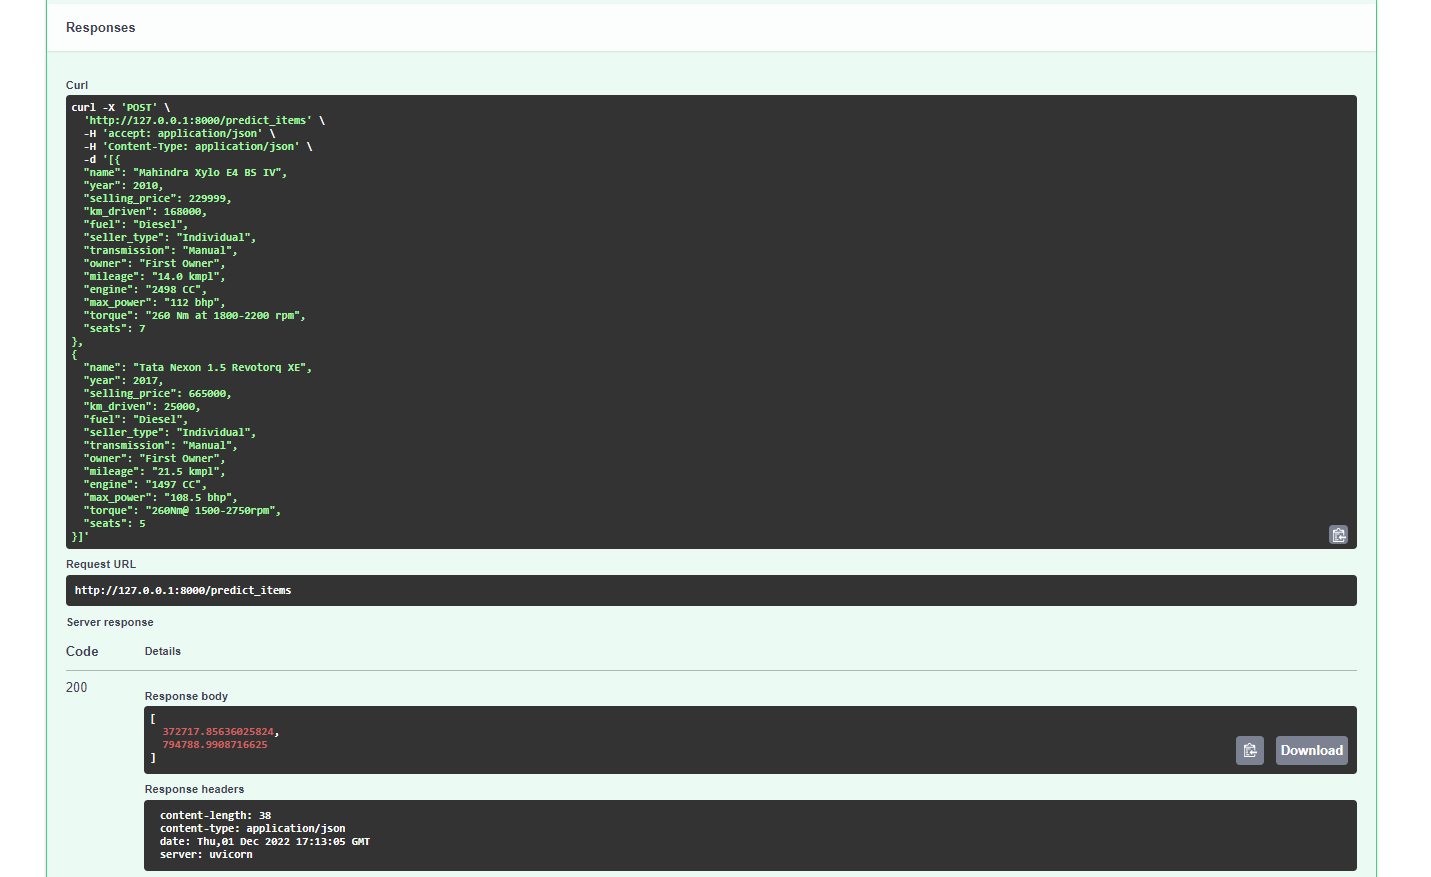 Responses
Curl
curl -X 'POST' \
  'http://127.0.0.1:8000/predict_items' \
  -H 'accept: application/json' \
  -H 'Content-Type: application/json' \
  -d '[{
  "name": "Mahindra Xylo E4 BS IV",
  "year": 2010,
  "selling_price": 229999,
  "km_driven": 168000,
  "fuel": "Diesel",
  "seller_type": "Individual",
  "transmission": "Manual",
  "owner": "First Owner",
  "mileage": "14.0 kmpl",
  "engine": "2498 CC",
  "max_power": "112 bhp",
  "torque": "260 Nm at 1800-2200 rpm",
  "seats": 7
},
{
  "name": "Tata Nexon 1.5 Revotorq XE",
  "year": 2017,
  "selling_price": 665000,
  "km_driven": 25000,
  "fuel": "Diesel",
  "seller_type": "Individual",
  "transmission": "Manual",
  "owner": "First Owner",
  "mileage": "21.5 kmpl",
  "engine": "1497 CC",
  "max_power": "108.5 bhp",
  "torque": "260Nm@ 1500-2750rpm",
  "seats": 5
}]'
Request URL
http://127.0.0.1:8000/predict_items
Server response
Code Details
200
Response body
[
  372717.85636025824,
  794788.9908716625
]
Download
Response headers
content-length: 38
content-type: application/json
date: Thu,01 Dec 2022 17:13:05 GMT
server: uvicorn